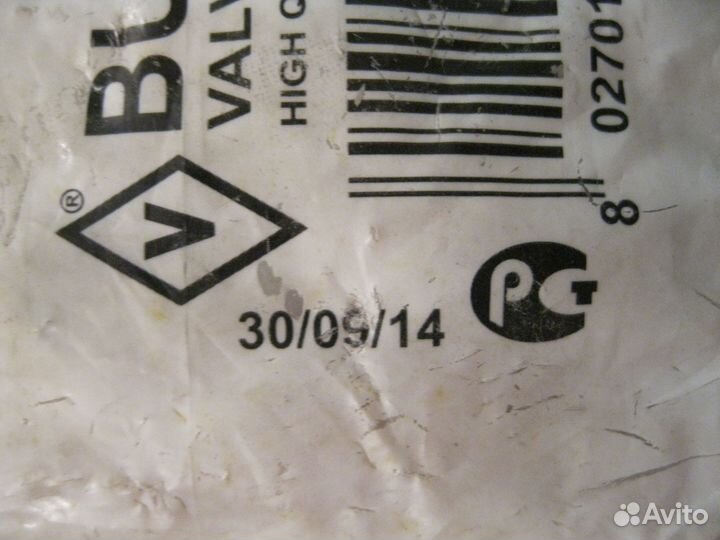 BU
VALV
HIGH Q
8 02701
V
®
РСТ
30/09/14
Avito